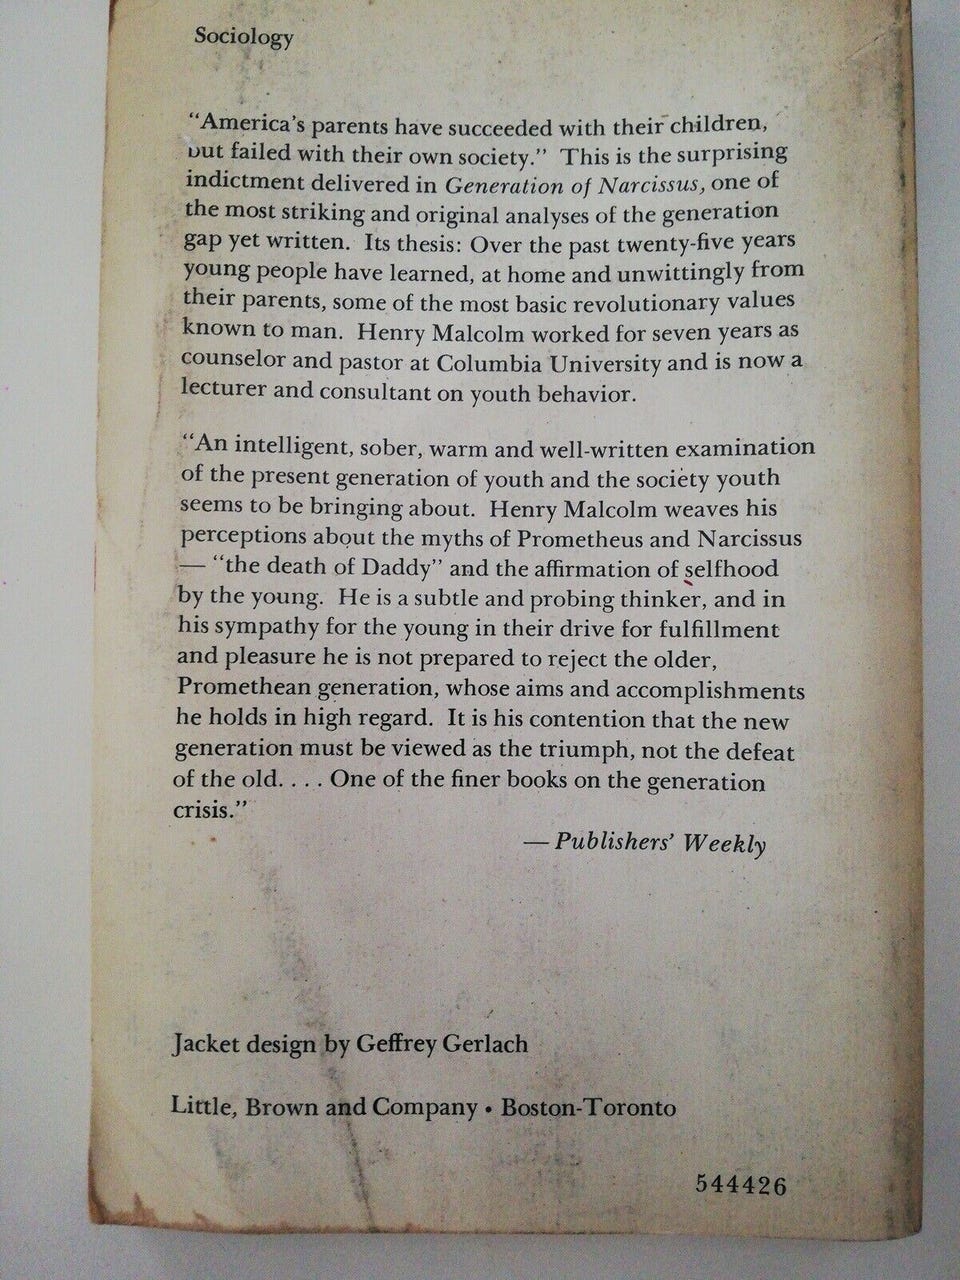 Sociology
“America’s parents have succeeded with their children,
but failed with their own society.” This is the surprising
indictment delivered in Generation of Narcissus, one of
the most striking and original analyses of the generation
gap yet written. Its thesis: Over the past twenty-five years
young people have learned, at home and unwittingly from
their parents, some of the most basic revolutionary values
known to man. Henry Malcolm worked for seven years as
counselor and pastor at Columbia University and is now a
lecturer and consultant on youth behavior.
“An intelligent, sober, warm and well-written examination
of the present generation of youth and the society youth
seems to be bringing about. Henry Malcolm weaves his
perceptions about the myths of Prometheus and Narcissus
— “the death of Daddy” and the affirmation of selfhood
by the young. He is a subtle and probing thinker, and in
his sympathy for the young in their drive for fulfillment
and pleasure he is not prepared to reject the older,
Promethean generation, whose aims and accomplishments
he holds in high regard. It is his contention that the new
generation must be viewed as the triumph, not the defeat
of the old. . . . One of the finer books on the generation
crisis.”
— Publishers’ Weekly
Jacket design by Geffrey Gerlach
Little, Brown and Company • Boston-Toronto
544426